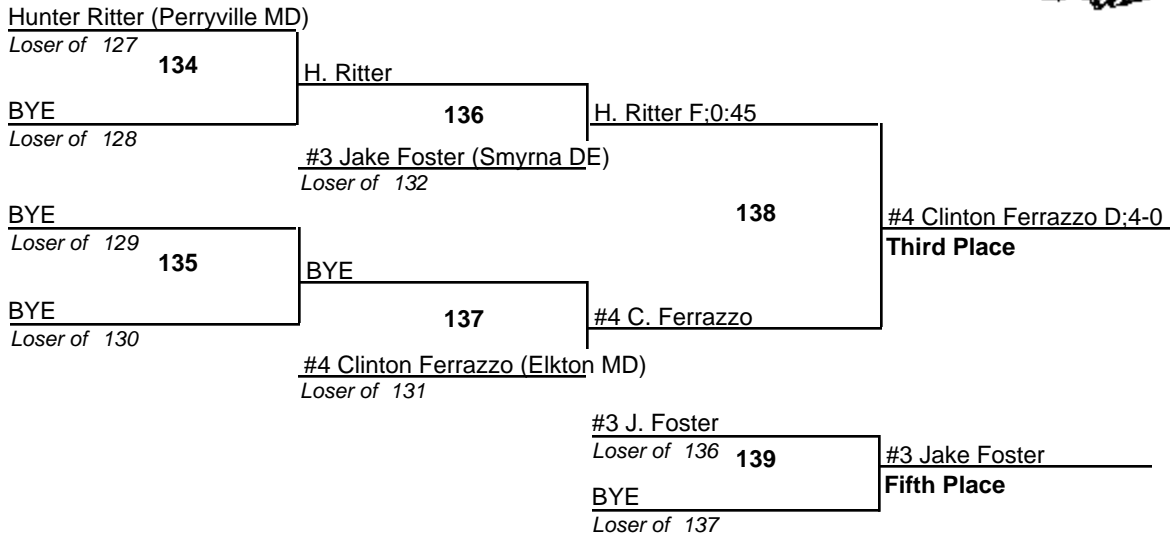 Hunter Ritter (Perryville MD)
Loser of 127
134
H. Ritter
BYE
Loser of 128
136
H. Ritter F;0:45
#3 Jake Foster (Smyrna DE)
Loser of 132
BYE
Loser of 129
135
138
#4 Clinton Ferrazzo D;4-0
Third Place
BYE
BYE
Loser of 130
137
#4 C. Ferrazzo
#4 Clinton Ferrazzo (Elkton MD)
Loser of 131
#3 J. Foster
Loser of 136
139
#3 Jake Foster
Fifth Place
BYE
Loser of 137